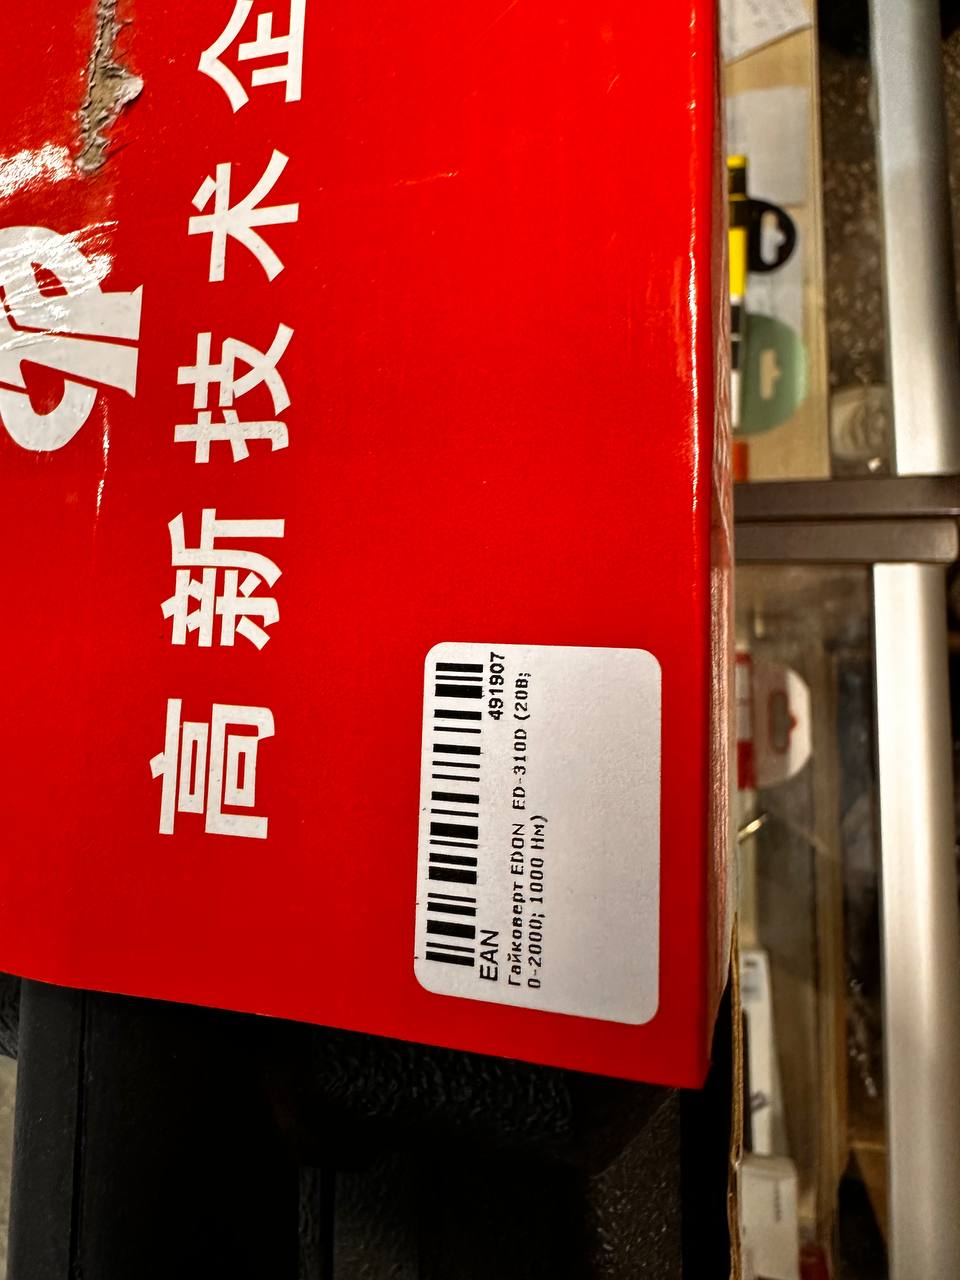 高新技术企
491907
EAN
Гайковерт EDON ED-310D (20В;
0-2000; 1000 Нм)